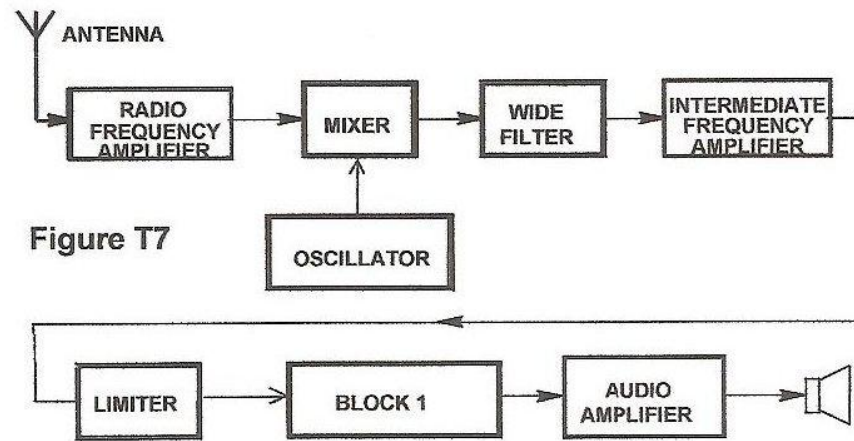 ANTENNA
RADIO
FREQUENCY
AMPLIFIER
MIXER
WIDE
FILTER
INTERMEDIATE
FREQUENCY
AMPLIFIER
Figure T7
OSCILLATOR
LIMITER
BLOCK 1
AUDIO
AMPLIFIER